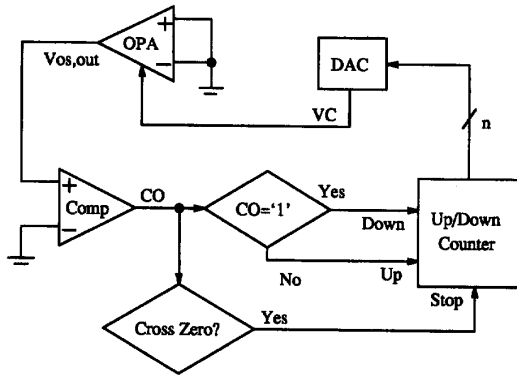 +
OPA
−
Vos,out
DAC
VC
n
+
Comp
−
CO
CO='1'
Yes
Down
Up/Down
Counter
No
Up
Stop
Cross Zero?
Yes